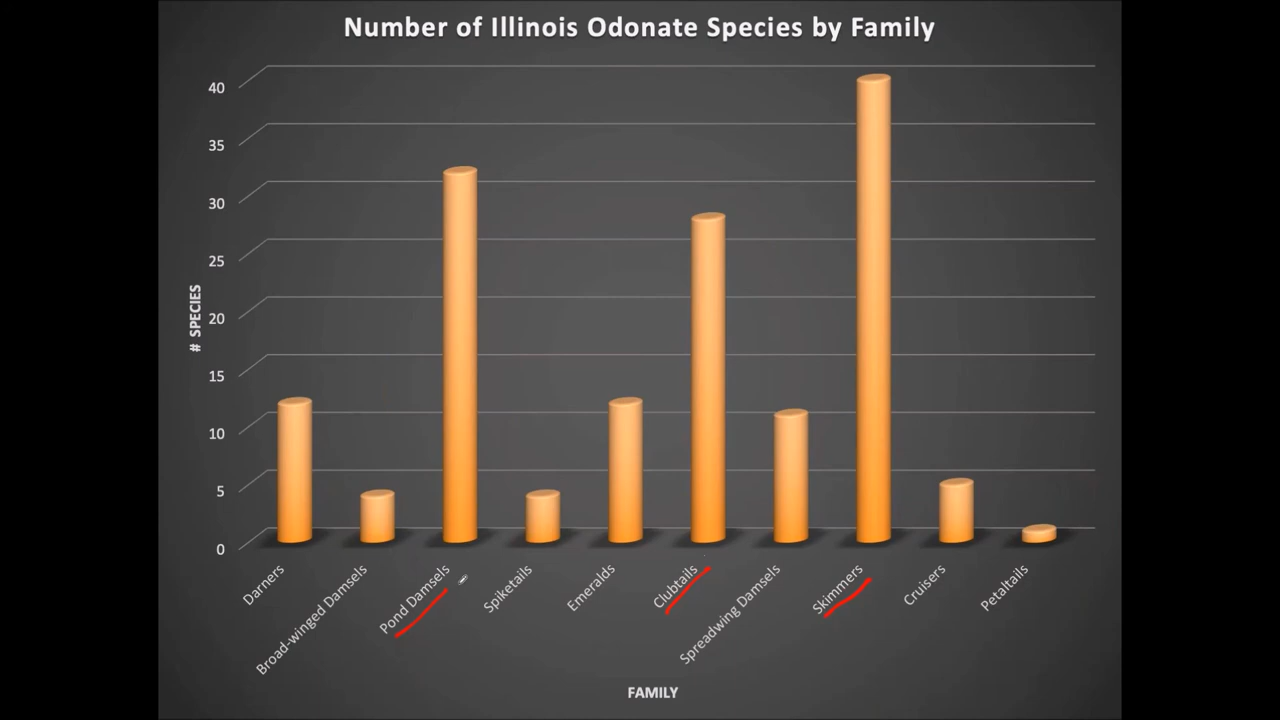 Number of Illinois Odonate Species by Family
40
35
30
25
20
15
10
5
0
# SPECIES
Darners
Broad-winged Damsels
Pond Damsels
Spiketails
Emeralds
Clubtails
Spreadwing Damsels
Skimmers
Cruisers
Petaltails
FAMILY